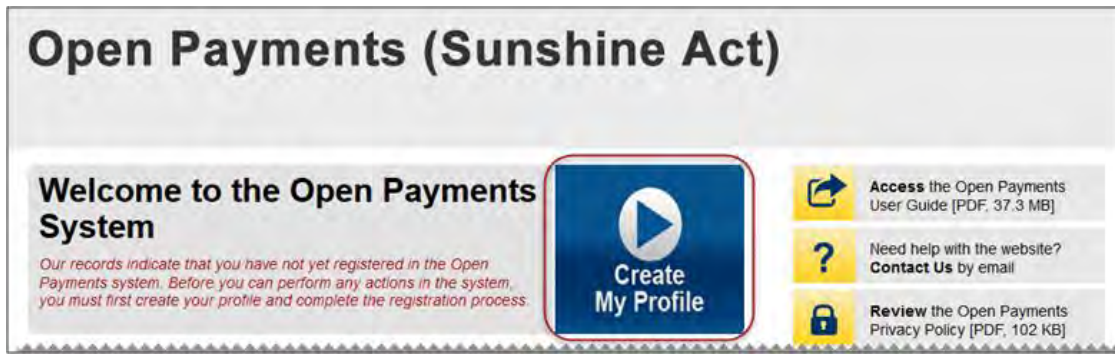 Open Payments (Sunshine Act)
Welcome to the Open Payments
System
Our records indicate that you have not yet registered in the Open
Payments system. Before you can perform any actions in the system,
you must first create your profile and complete the registration process.
Create
My Profile
Access the Open Payments
User Guide [PDF, 37.3 MB]
?
Need help with the website?
Contact Us by email
Review the Open Payments
Privacy Policy [PDF, 102 KB]